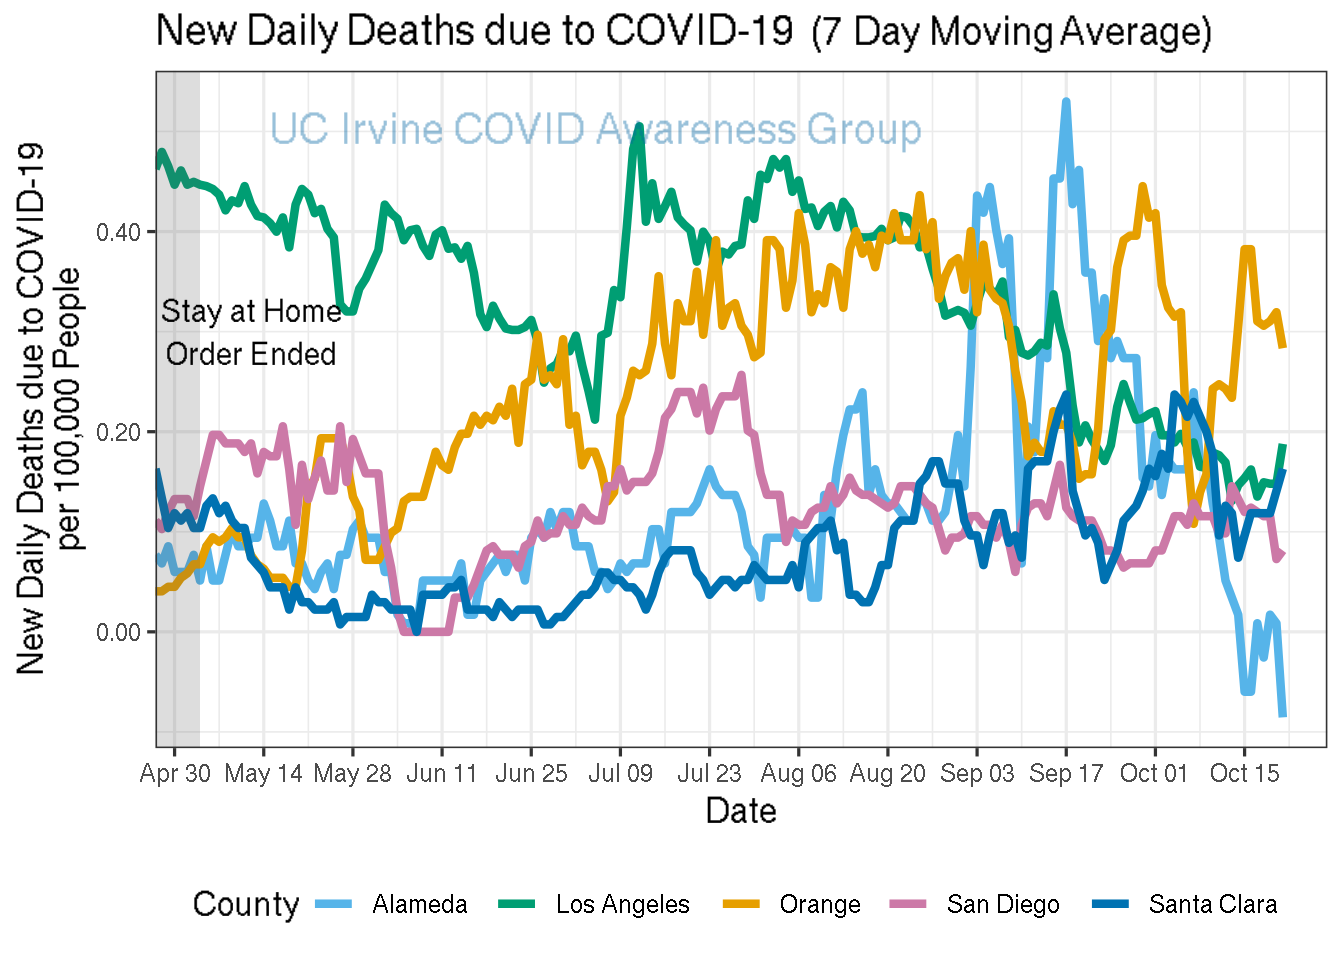 New Daily Deaths due to COVID-19 (7 Day Moving Average)
UC Irvine COVID Awareness Group
New Daily Deaths due to COVID-19
per 100,000 People
0.40
0.20
0.00
Stay at Home
Order Ended
Apr 30 May 14 May 28 Jun 11 Jun 25 Jul 09 Jul 23 Aug 06 Aug 20 Sep 03 Sep 17 Oct 01 Oct 15
Date
County Alameda Los Angeles Orange San Diego Santa Clara